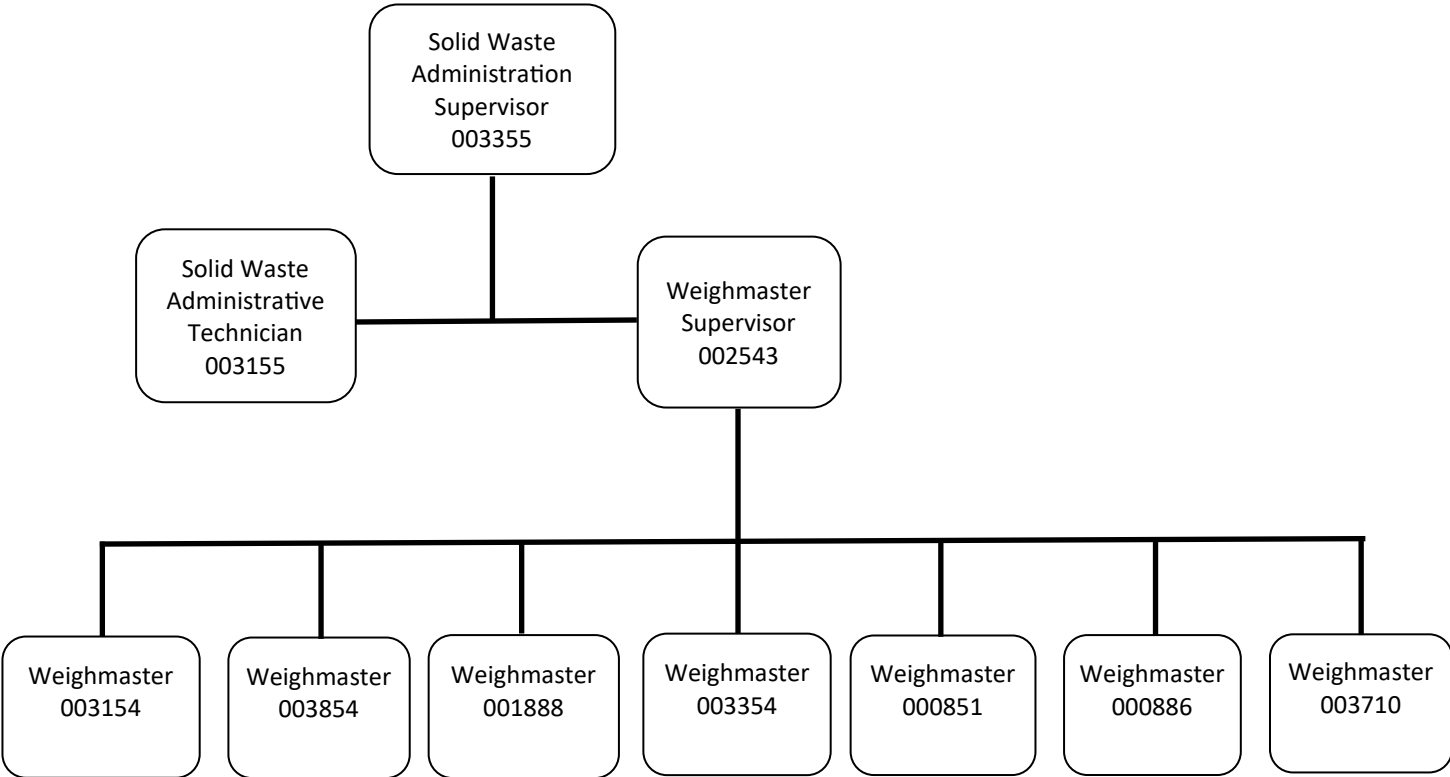 Solid Waste
Administration
Supervisor
003355
Solid Waste
Administrative
Technician
003155
Weighmaster
Supervisor
002543
Weighmaster
003154
Weighmaster
003854
Weighmaster
001888
Weighmaster
003354
Weighmaster
000851
Weighmaster
000886
Weighmaster
003710